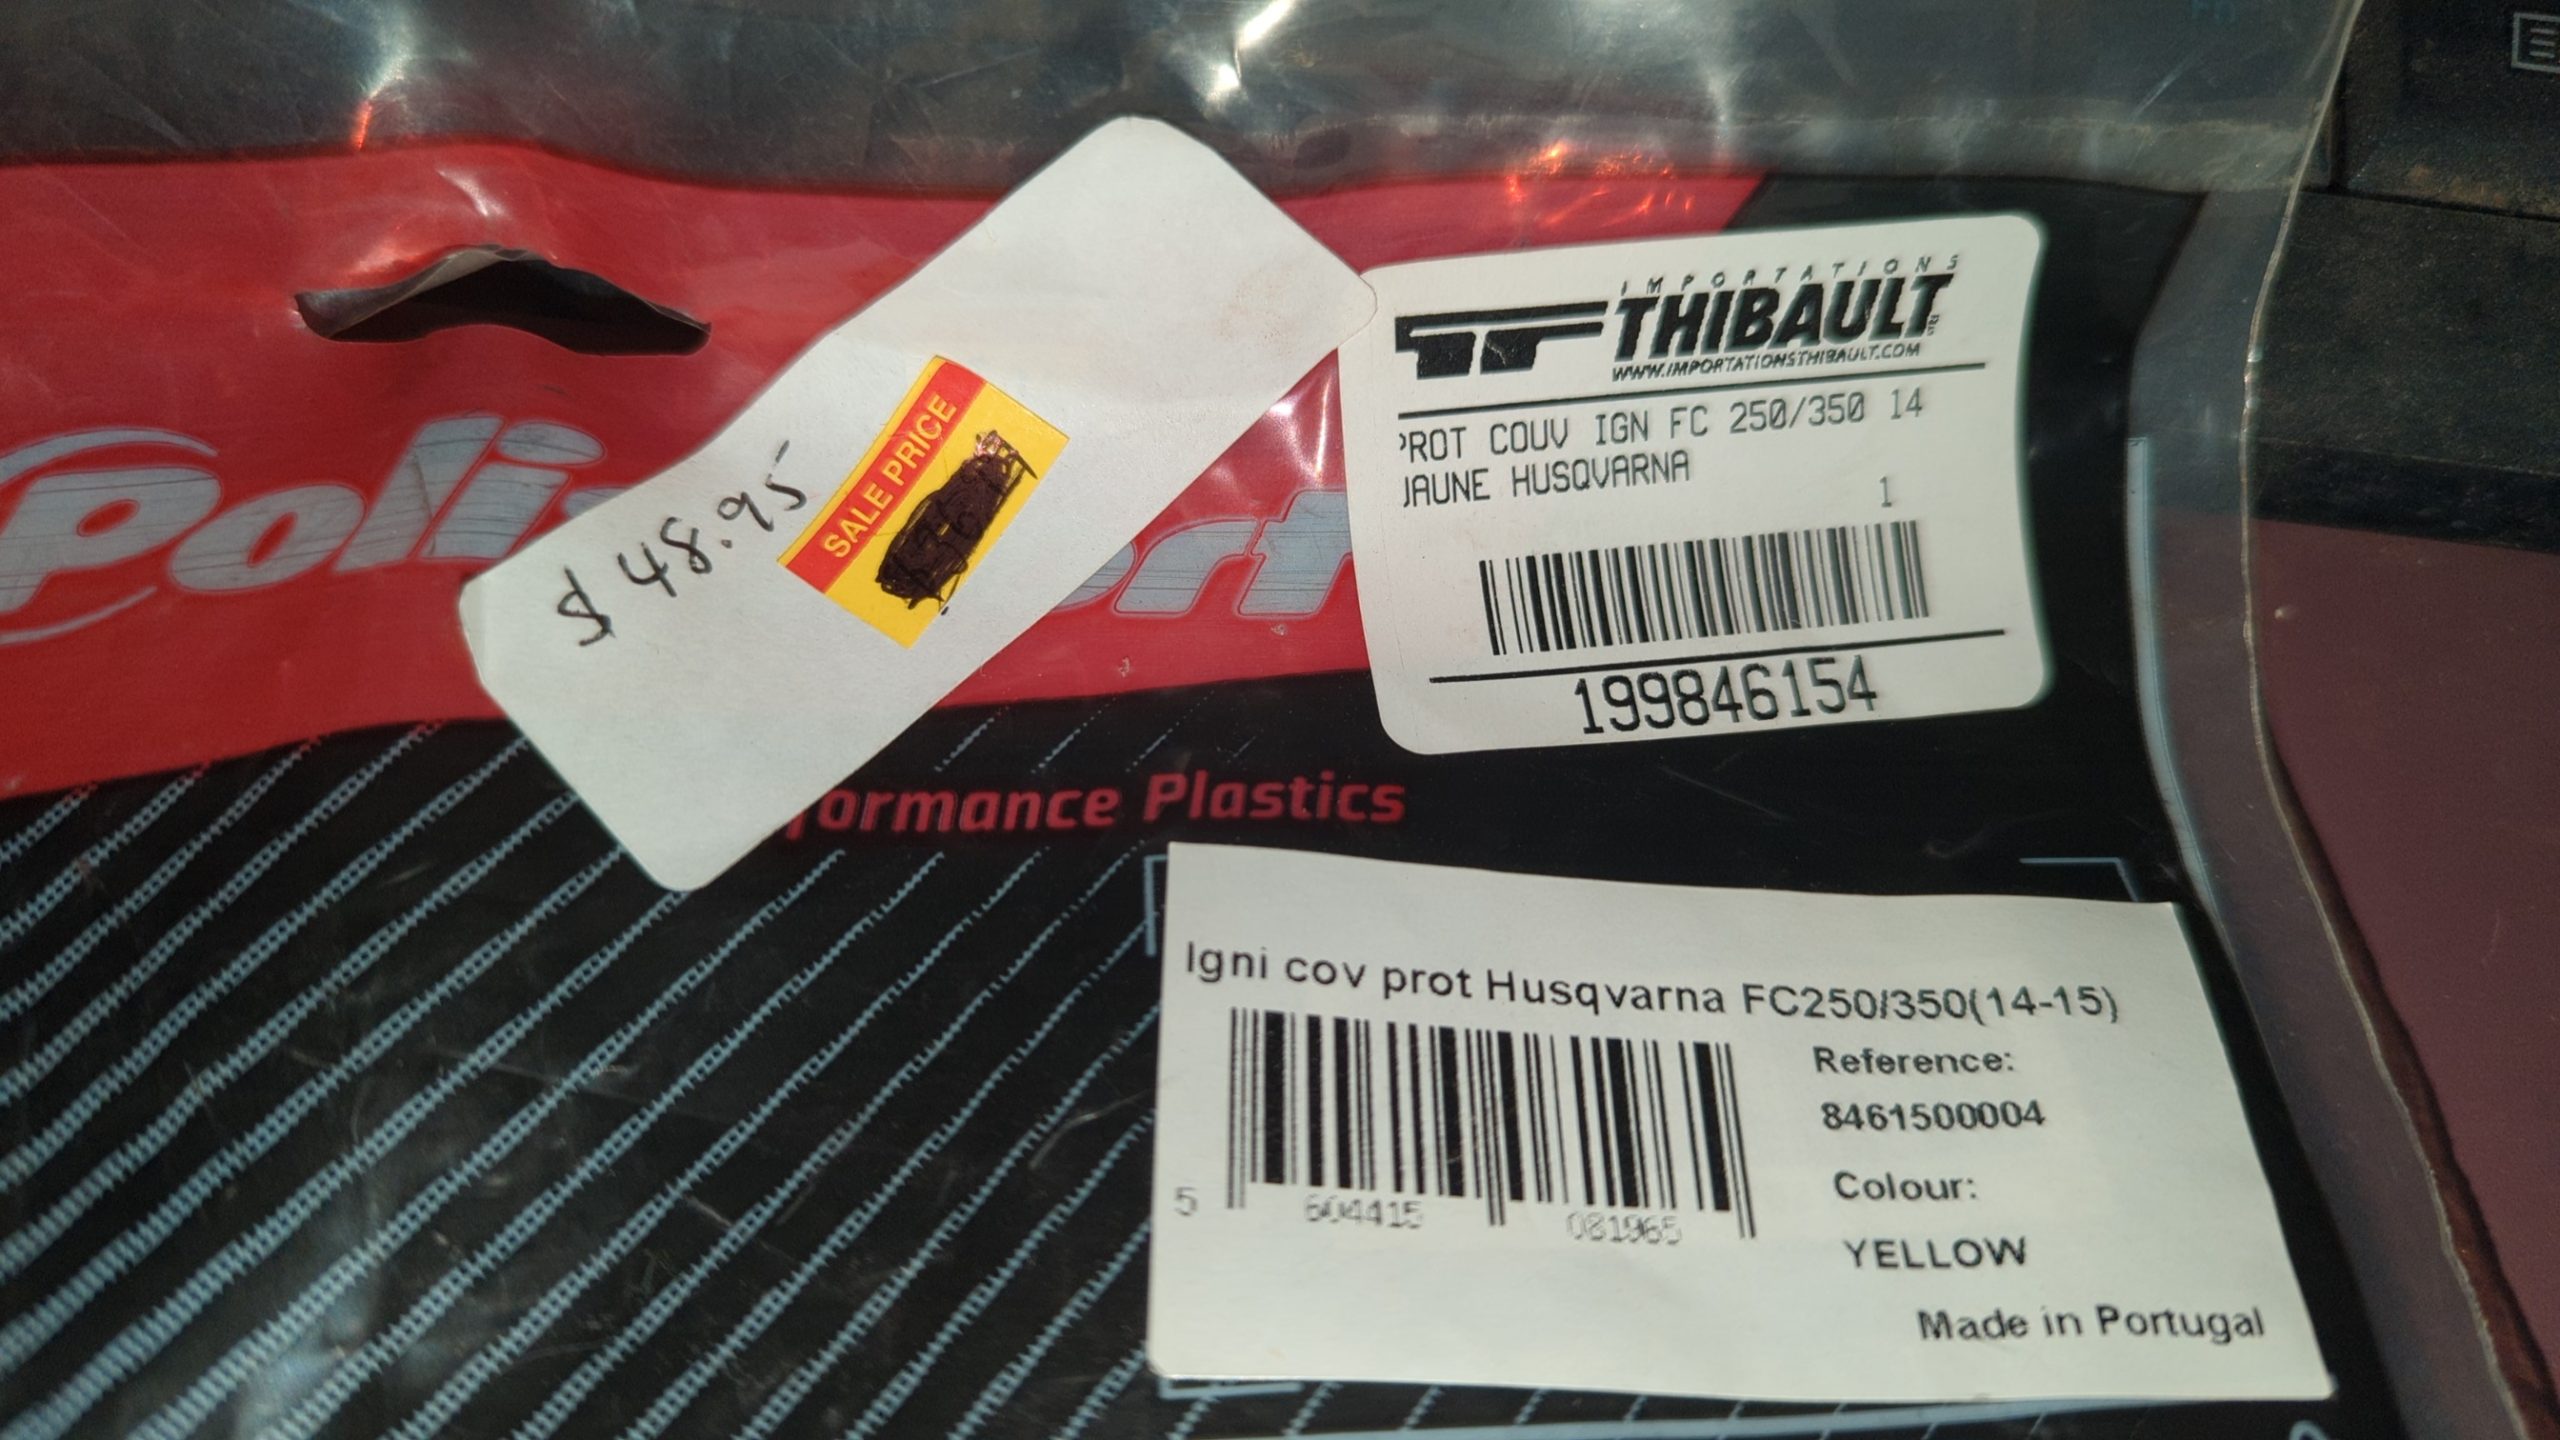 $ 48.95
SALE PRICE
IMPORTATIONS
THIBAULT
WWW.IMPORTATIONSTHIBAULT.COM
PROT COUV IGN FC 250/350 14
JAUNE HUSQVARNA
1
199846154
Plastics
Igni cov prot Husqvarna FC250/350(14-15)
Reference:
8461500004
Colour:
YELLOW
5 604415 081965
Made in Portugal